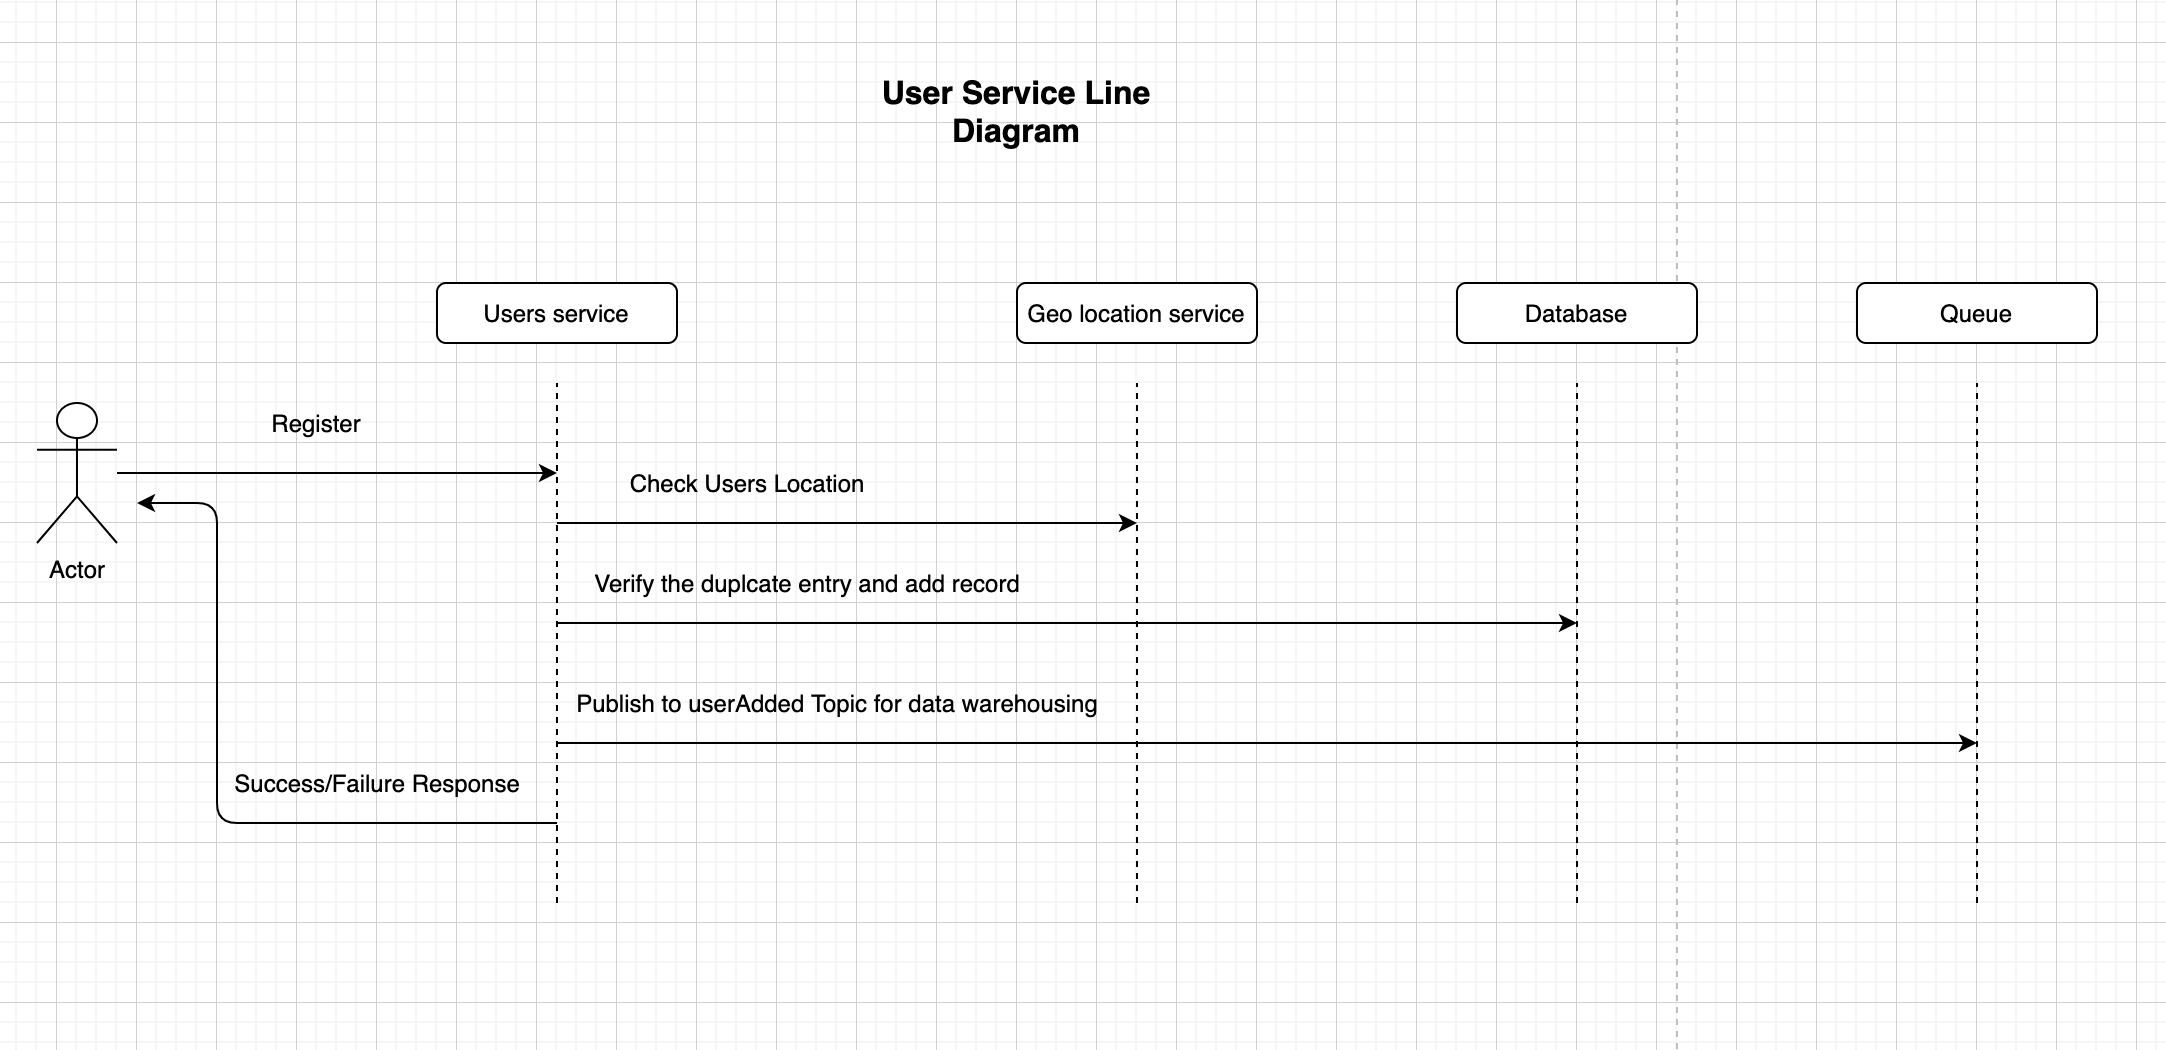 User Service Line
Diagram
Users service
Geo location service
Database
Queue
Register
Check Users Location
Actor
Verify the duplcate entry and add record
Publish to userAdded Topic for data warehousing
Success/Failure Response